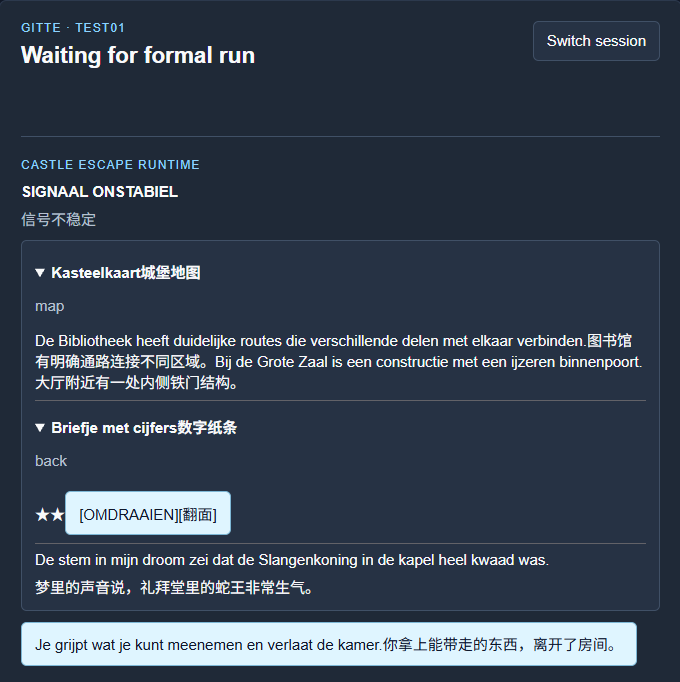 GITTE · TEST01
Waiting for formal run
Switch session
CASTLE ESCAPE RUNTIME
SIGNAAL ONSTABIEL
信号不稳定
▼ Kasteelkaart城堡地图
map
De Bibliotheek heeft duidelijke routes die verschillende delen met elkaar verbinden.图书馆
有明确通路连接不同区域。Bij de Grote Zaal is een constructie met een ijzeren binnenpoort.
大厅附近有一处内侧铁门结构。
▼ Briefje met cijfers数字纸条
back
★★ [OMDRAAIEN][翻面]
De stem in mijn droom zei dat de Slangenkoning in de kapel heel kwaad was.
梦里的声音说，礼拜堂里的蛇王非常生气。
Je grijpt wat je kunt meenemen en verlaat de kamer.你拿上能带走的东西，离开了房间。